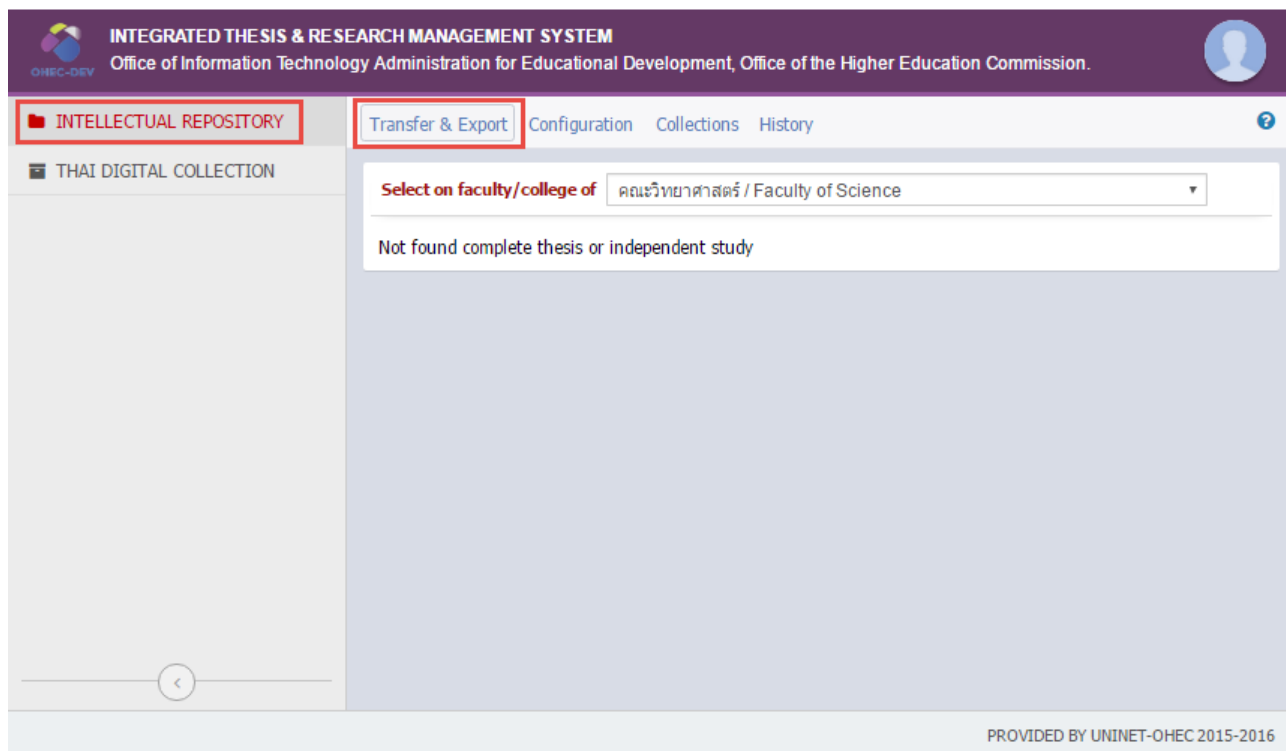 OHEC-DEV
INTEGRATED THESIS & RESEARCH MANAGEMENT SYSTEM
Office of Information Technology Administration for Educational Development, Office of the Higher Education Commission.
INTELLECTUAL REPOSITORY
THAI DIGITAL COLLECTION
Transfer & Export Configuration Collections History ?
Select on faculty/college of คณะวิทยาศาสตร์ / Faculty of Science
Not found complete thesis or independent study
PROVIDED BY UNINET-OHEC 2015-2016